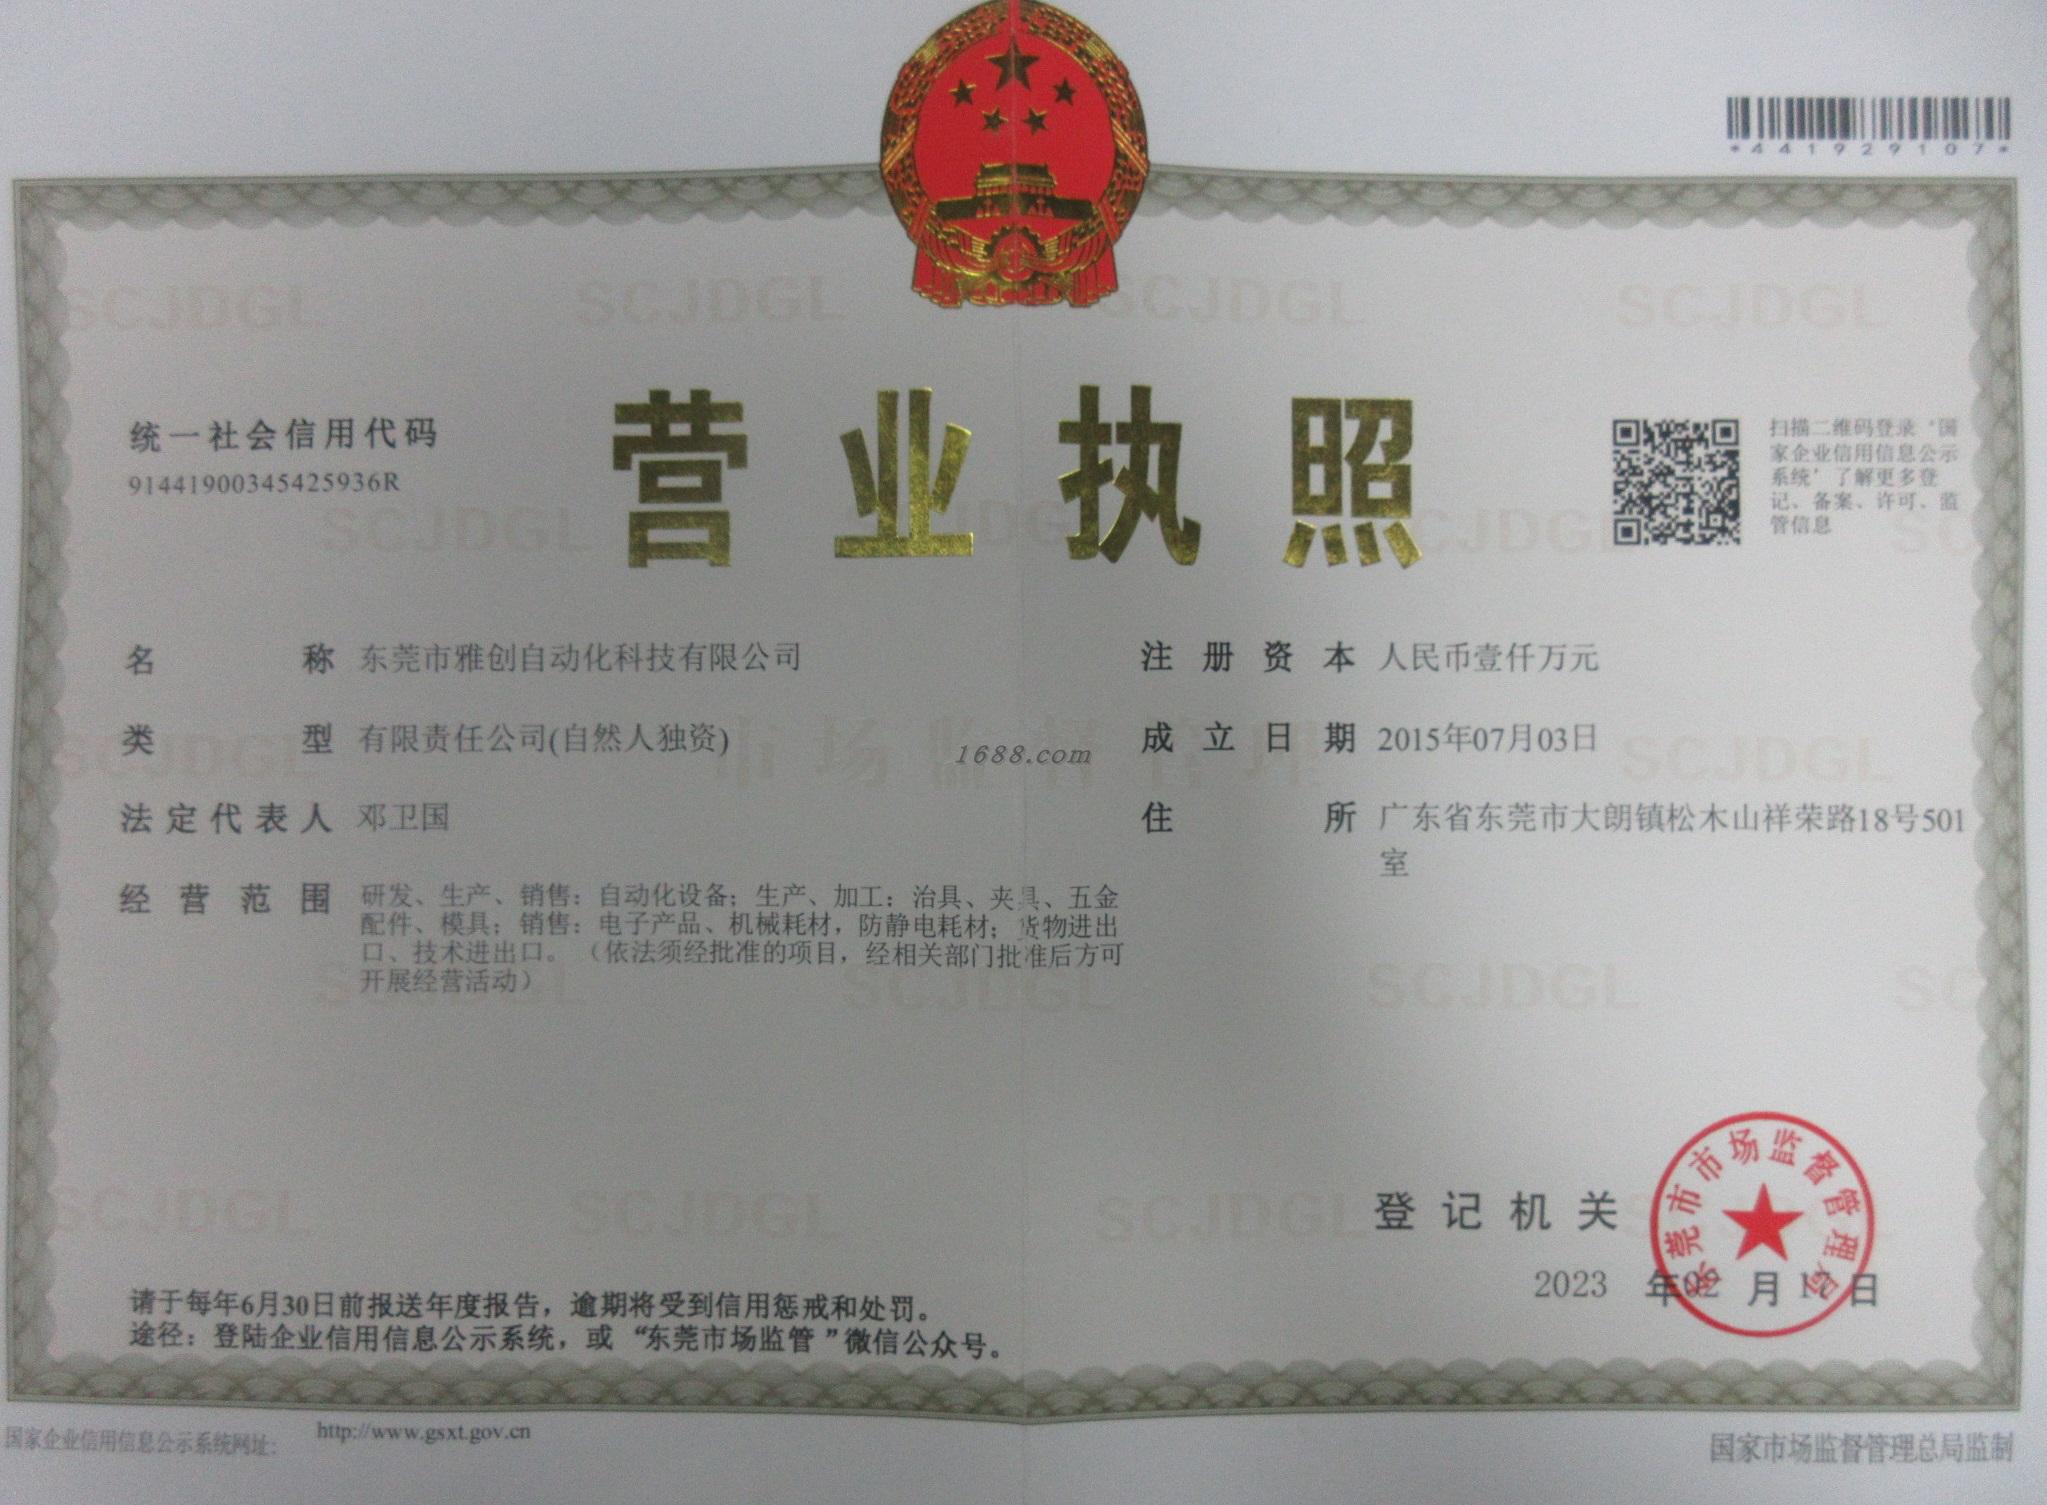 *441929107*
营业执照
统一社会信用代码
91441900345425936R
扫描二维码登录‘国
家企业信用信息公示
系统’了解更多登
记、备案、许可、监
管信息
名称 东莞市雅创自动化科技有限公司
类型 有限责任公司(自然人独资)
法定代表人 邓卫国
经营范围 研发、生产、销售：自动化设备；生产、加工：治具、夹具、五金
配件、模具；销售：电子产品、机械耗材，防静电耗材；货物进出
口、技术进出口。（依法须经批准的项目，经相关部门批准后方可
开展经营活动）
注册资本 人民币壹仟万元
成立日期 2015年07月03日
住所 广东省东莞市大朗镇松木山祥荣路18号501
室
1688.com
SCJDGL
市场监督管理
登记机关
东莞市市场监督管理局
2023 年02 月 日
请于每年6月30日前报送年度报告，逾期将受到信用惩戒和处罚。
途径：登陆企业信用信息公示系统，或“东莞市场监管”微信公众号。
国家企业信用信息公示系统网址：
http://www.gsxt.gov.cn
国家市场监督管理总局监制